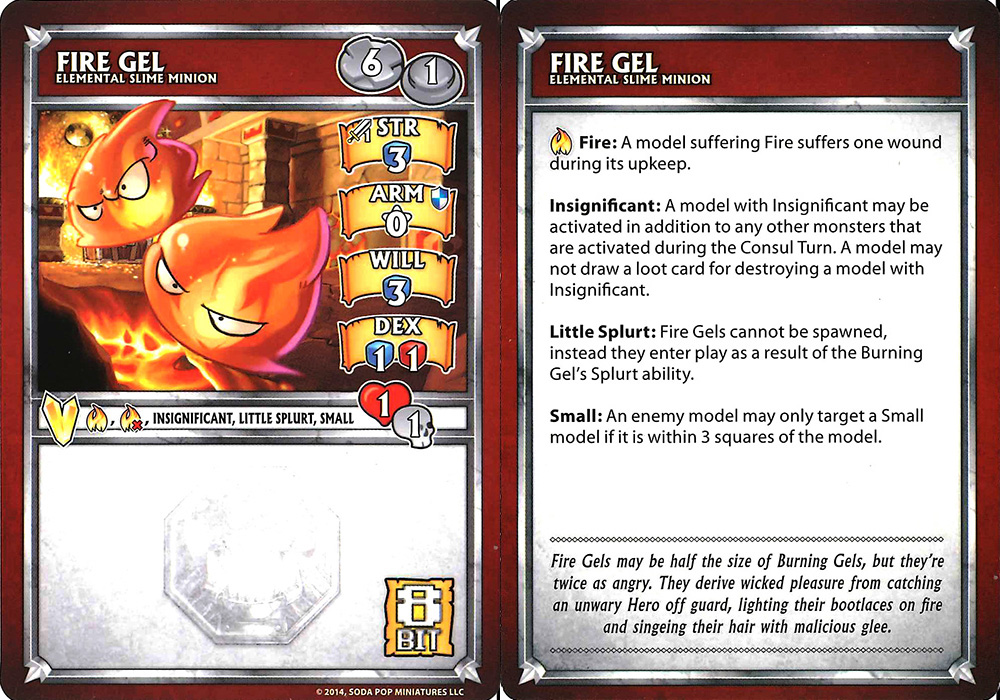 FIRE GEL
ELEMENTAL SLIME MINION
6
1
STR
3
ARM
0
WILL
3
DEX
1 1
, , INSIGNIFICANT, LITTLE SPLURT, SMALL
1
1
8
BIT
© 2014, SODA POP MINIATURES LLC
FIRE GEL
ELEMENTAL SLIME MINION
Fire: A model suffering Fire suffers one wound
during its upkeep.
Insignificant: A model with Insignificant may be
activated in addition to any other monsters that
are activated during the Consul Turn. A model may
not draw a loot card for destroying a model with
Insignificant.
Little Splurt: Fire Gels cannot be spawned,
instead they enter play as a result of the Burning
Gel's Splurt ability.
Small: An enemy model may only target a Small
model if it is within 3 squares of the model.
Fire Gels may be half the size of Burning Gels, but they're
twice as angry. They derive wicked pleasure from catching
an unwary Hero off guard, lighting their bootlaces on fire
and singeing their hair with malicious glee.